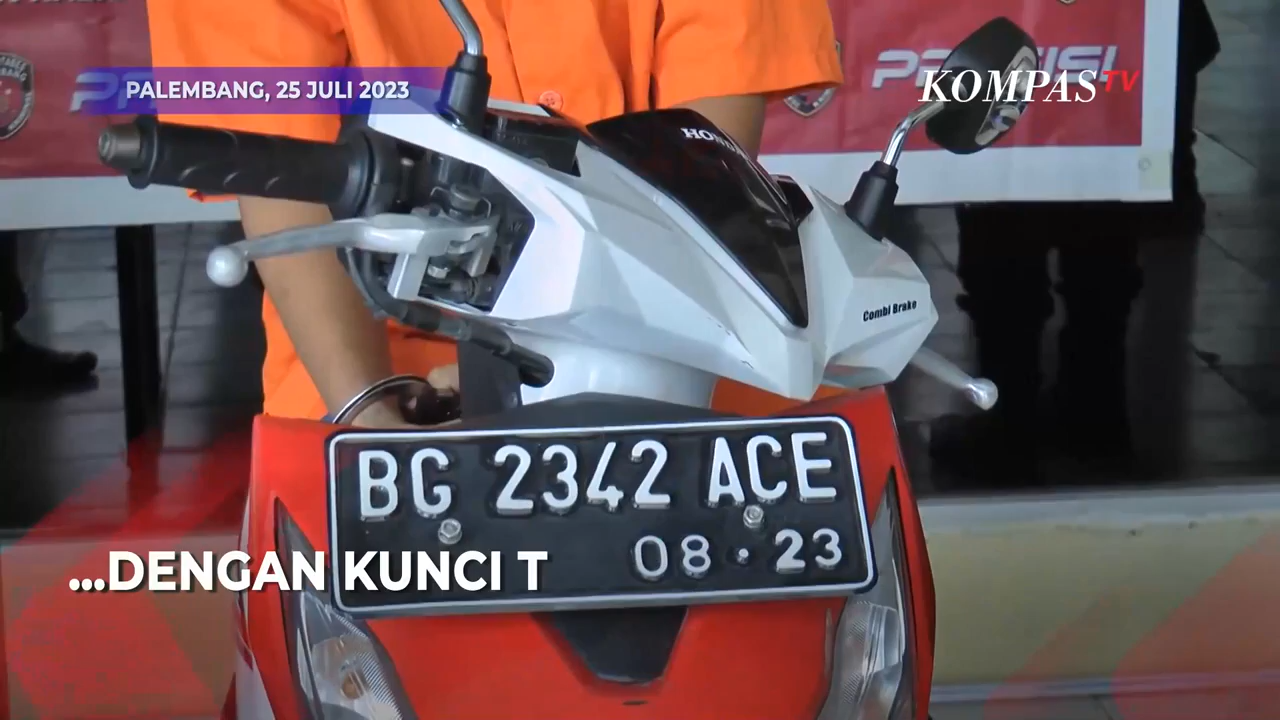 PALEMBANG, 25 JULI 2023
KOMPAS TV
HONDA
Combi Brake
BG 2342 ACE
08 • 23
...DENGAN KUNCI T